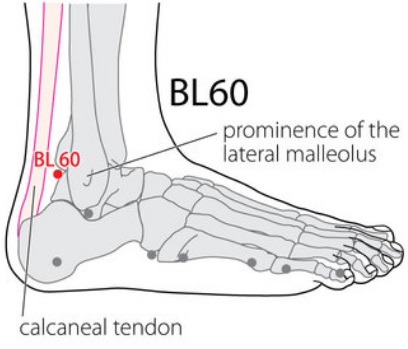 BL60
prominence of the
lateral malleolus
BL 60
calcaneal tendon